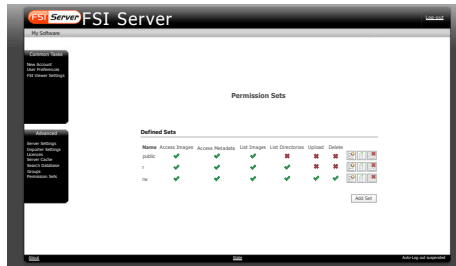 FSI Server FSI Server
Log-out
My Software
Common Tasks
New Account
User Preferences
FSI Viewer Settings
Permission Sets
Advanced
Server Settings
Importer Settings
Licences
Server Cache
Search Database
Groups
Permission Sets
Defined Sets
Name Access Images Access Metadata List Images List Directories Upload Delete
public
r
rw
Add Set
About
State
Auto-Log out suspended